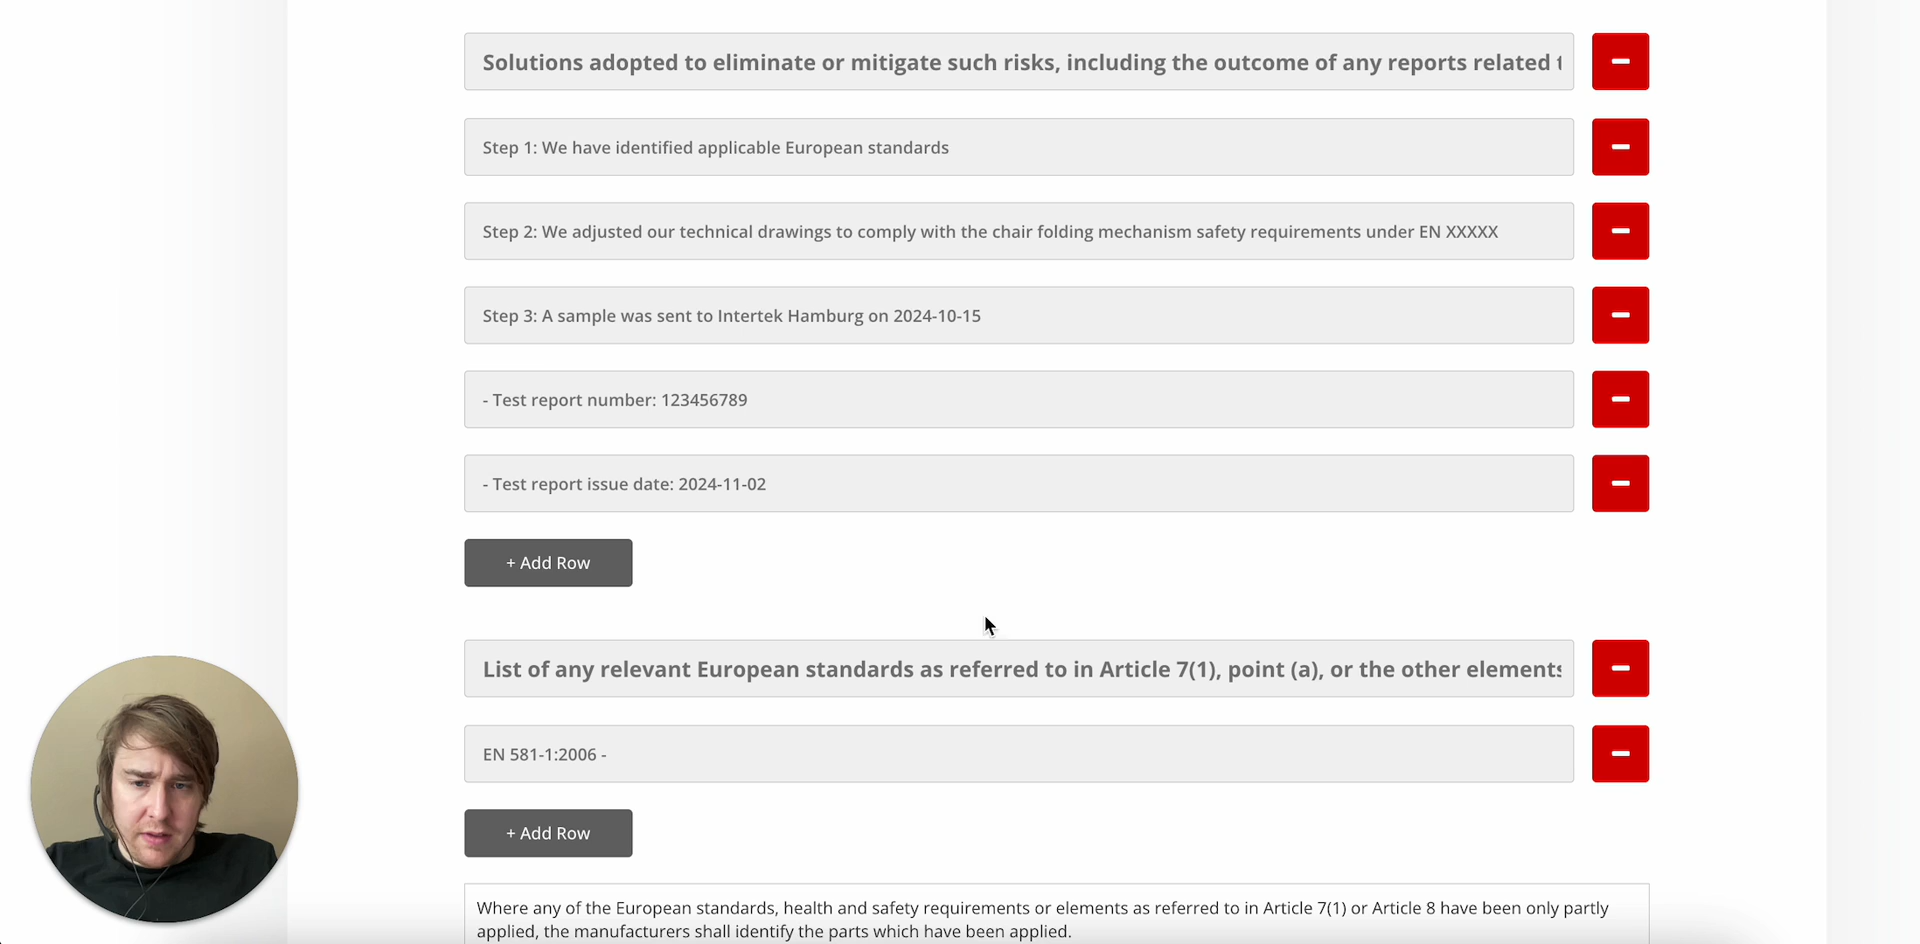 Solutions adopted to eliminate or mitigate such risks, including the outcome of any reports related
Step 1: We have identified applicable European standards
Step 2: We adjusted our technical drawings to comply with the chair folding mechanism safety requirements under EN XXXXX
Step 3: A sample was sent to Intertek Hamburg on 2024-10-15
- Test report number: 123456789
- Test report issue date: 2024-11-02
+ Add Row
List of any relevant European standards as referred to in Article 7(1), point (a), or the other elements
EN 581-1:2006 -
+ Add Row
Where any of the European standards, health and safety requirements or elements as referred to in Article 7(1) or Article 8 have been only partly
applied, the manufacturers shall identify the parts which have been applied.